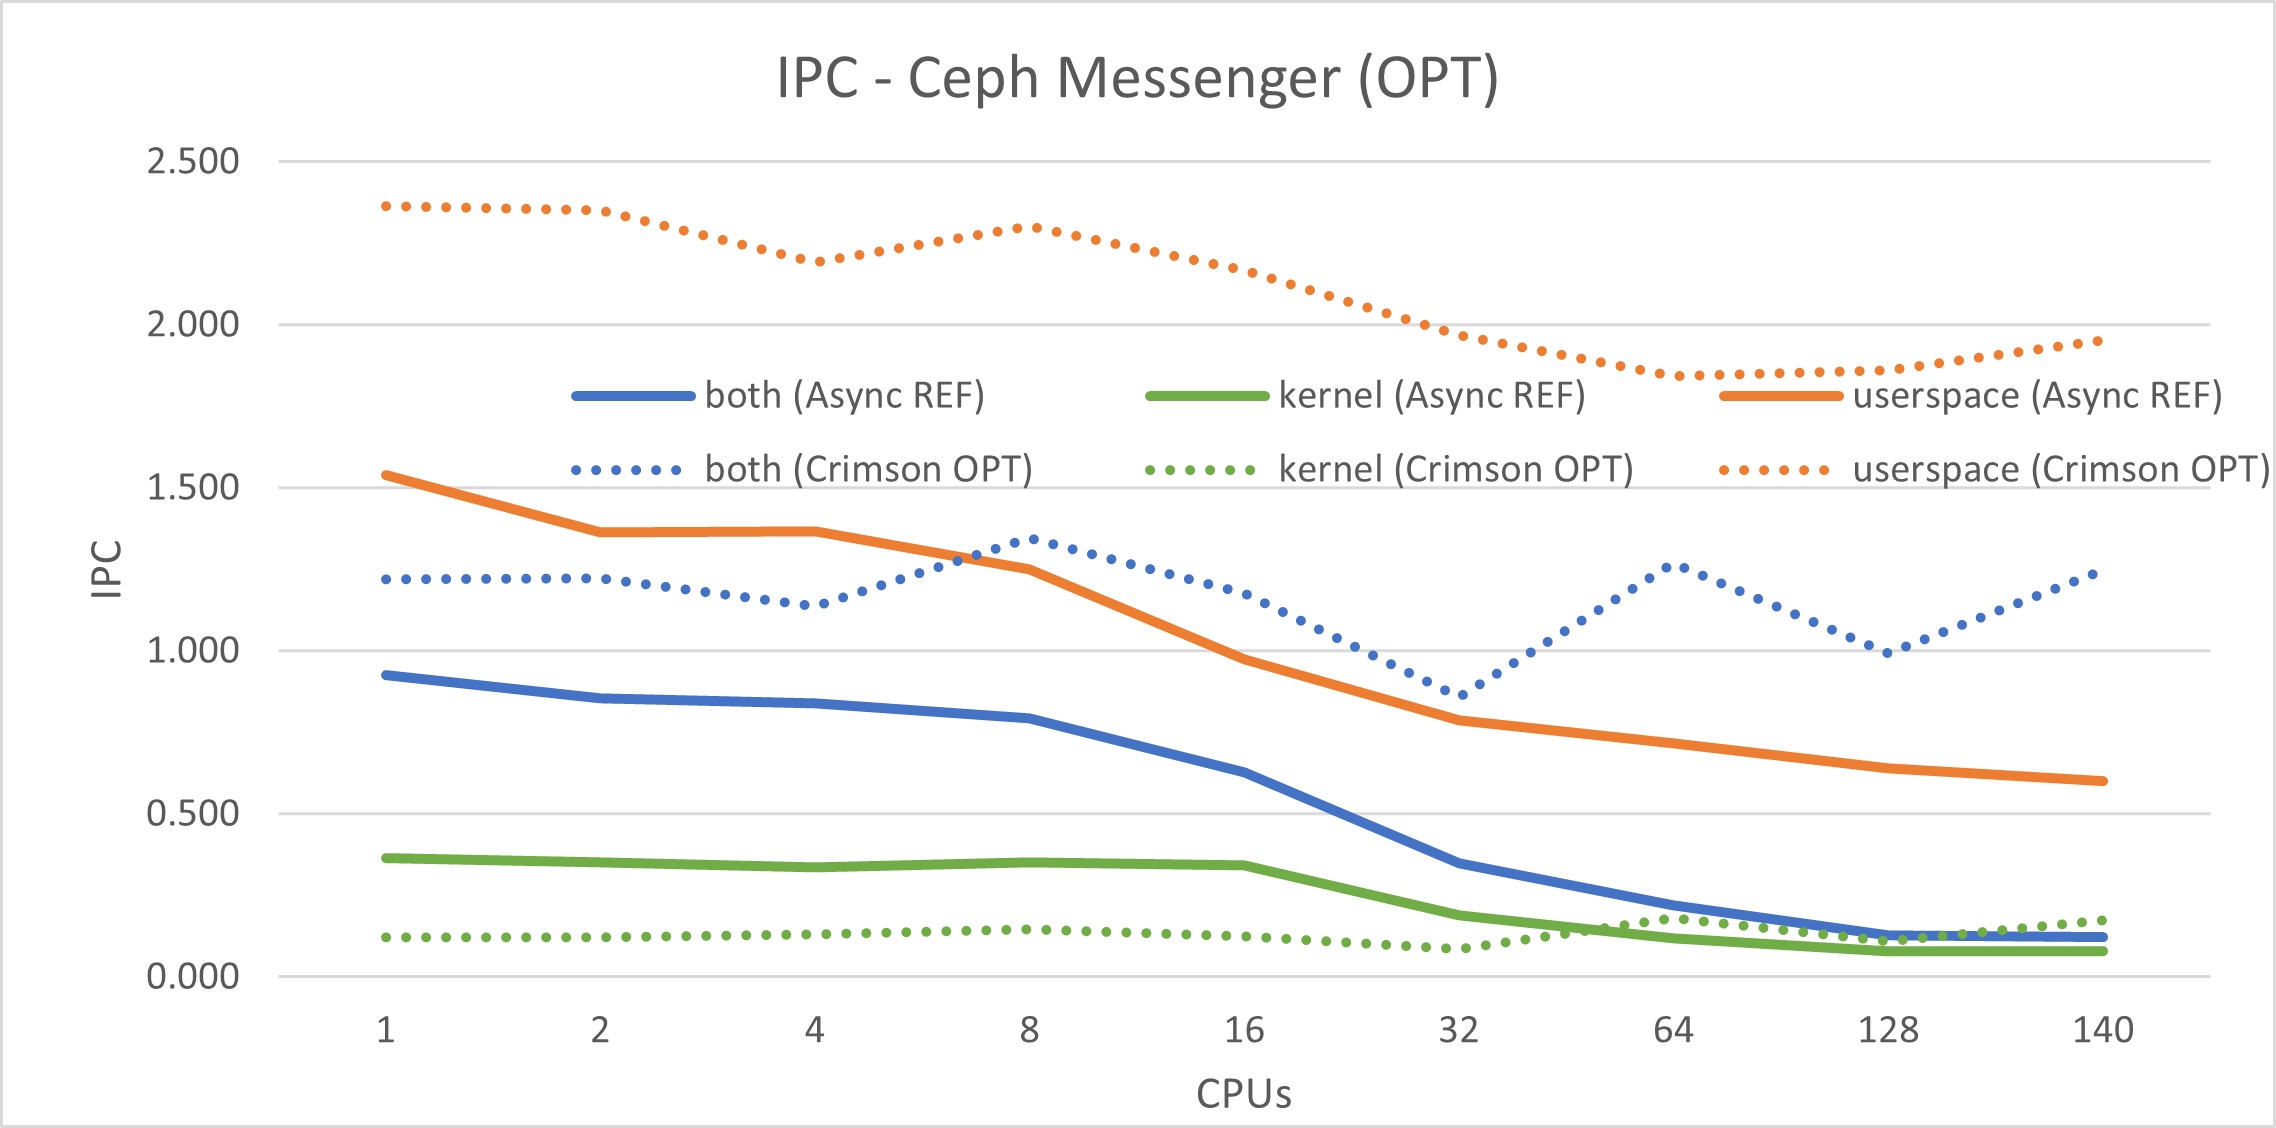 IPC - Ceph Messenger (OPT)
2.500
2.000
both (Async REF) kernel (Async REF) userspace (Async REF)
both (Crimson OPT) kernel (Crimson OPT) userspace (Crimson OPT)
1.500
IPC
1.000
0.500
0.000
1 2 4 8 16 32 64 128 140
CPUs